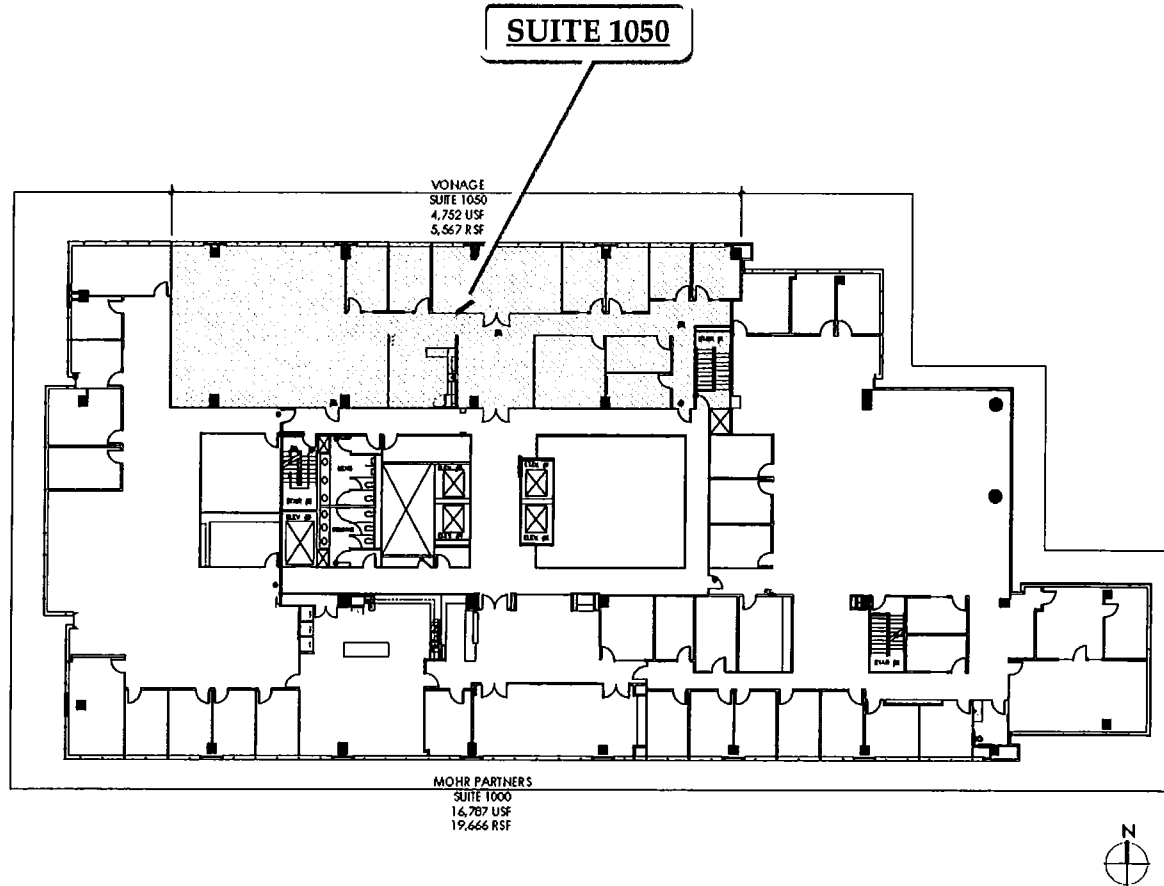 SUITE 1050
VONAGE
SUITE 1050
4,752 USF
5,567 RSF
MOHR PARTNERS
SUITE 1000
16,787 USF
19,666 RSF
N